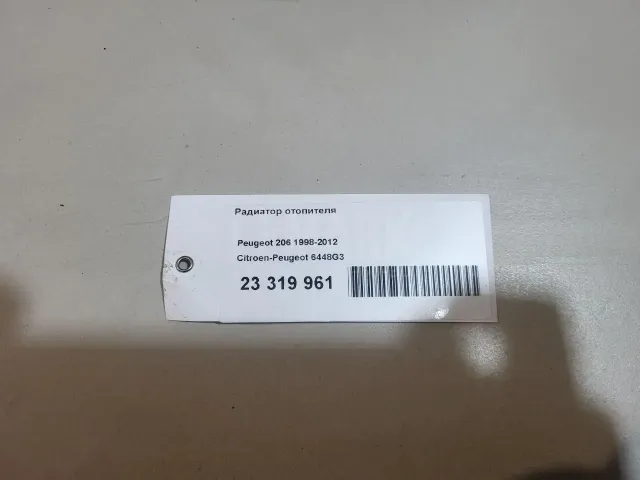 Радиатор отопителя
Peugeot 206 1998-2012
Citroen-Peugeot 6448G3
23 319 961